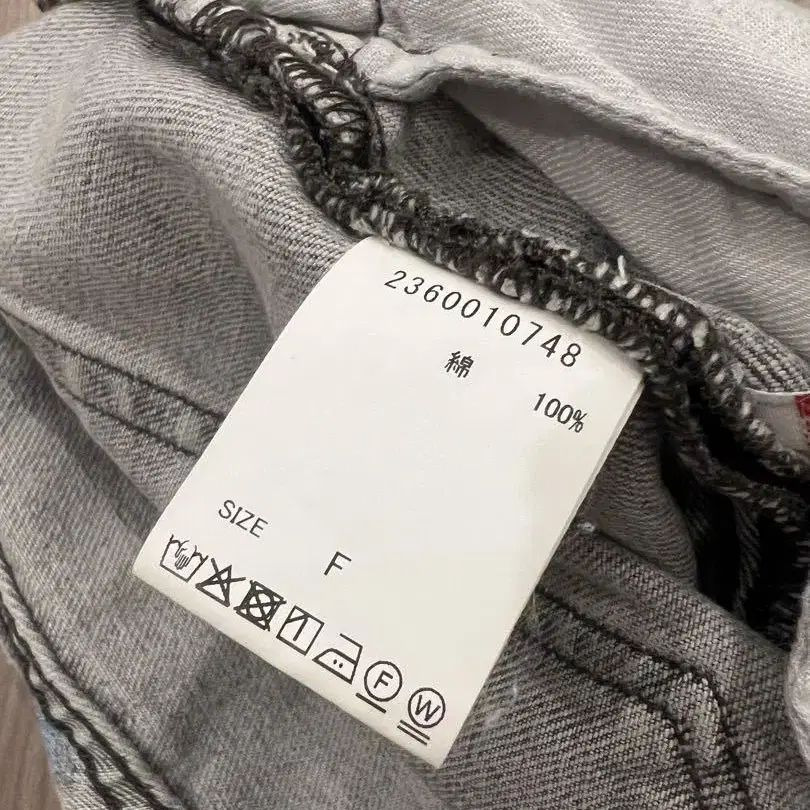 2360010748
綿 100%
SIZE F
F W